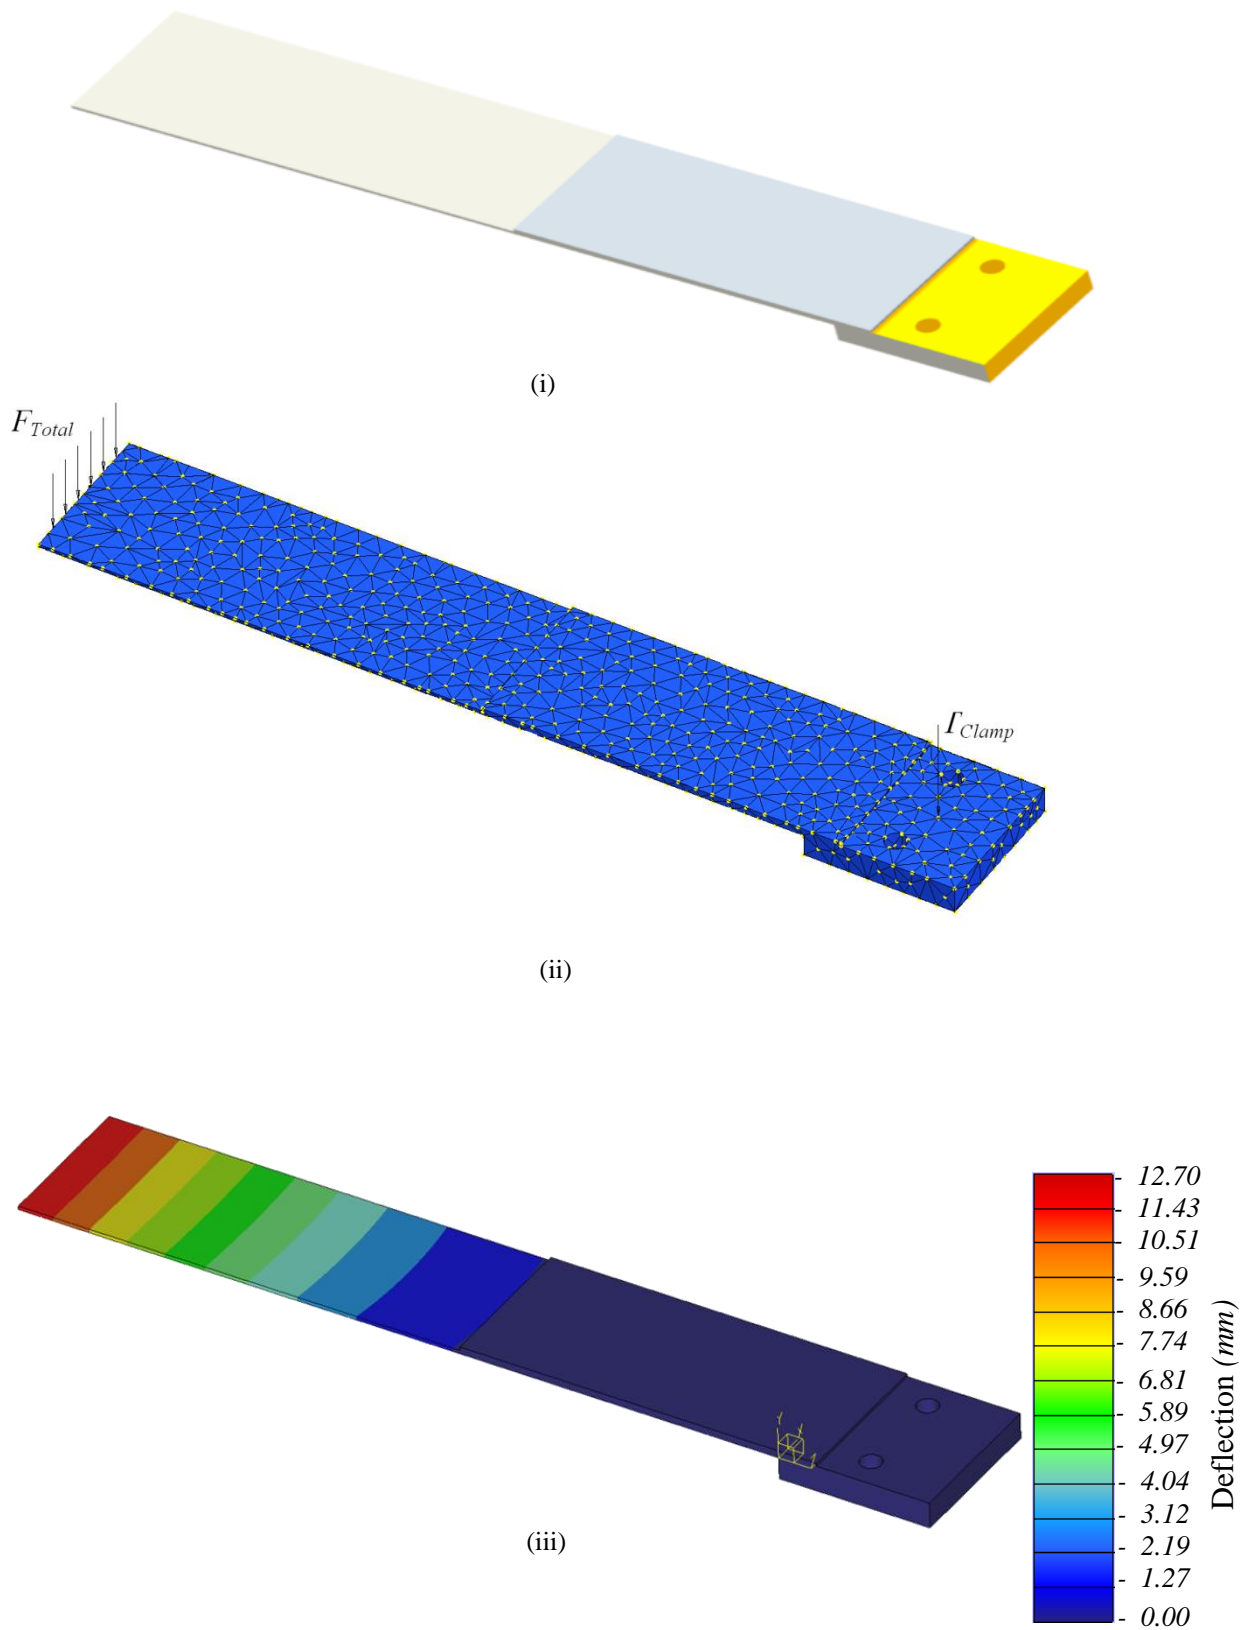 (i)
F_Total
Γ_Clamp
(ii)
12.70
11.43
10.51
9.59
8.66
7.74
6.81
5.89
4.97
4.04
3.12
2.19
1.27
0.00
Deflection (mm)
(iii)